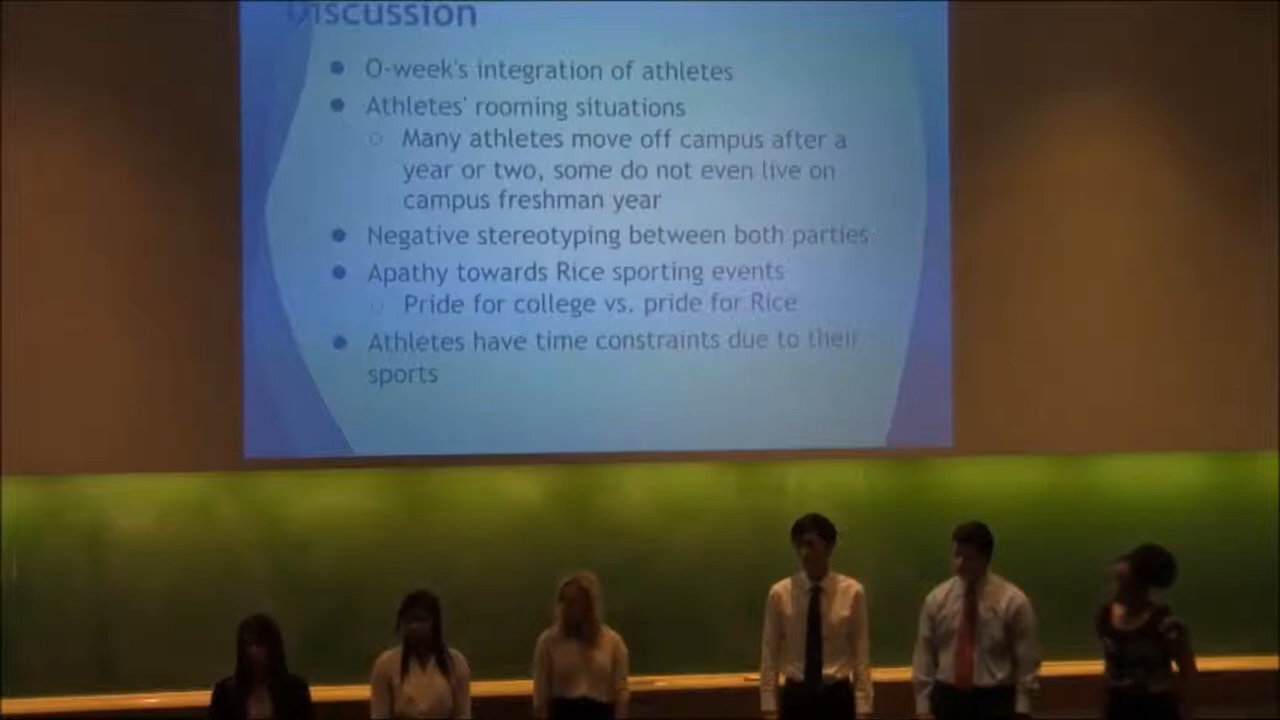 Discussion
O-week's integration of athletes
Athletes' rooming situations
Many athletes move off campus after a
year or two, some do not even live on
campus freshman year
Negative stereotyping between both parties
Apathy towards Rice sporting events
Pride for college vs. pride for Rice
Athletes have time constraints due to their
sports